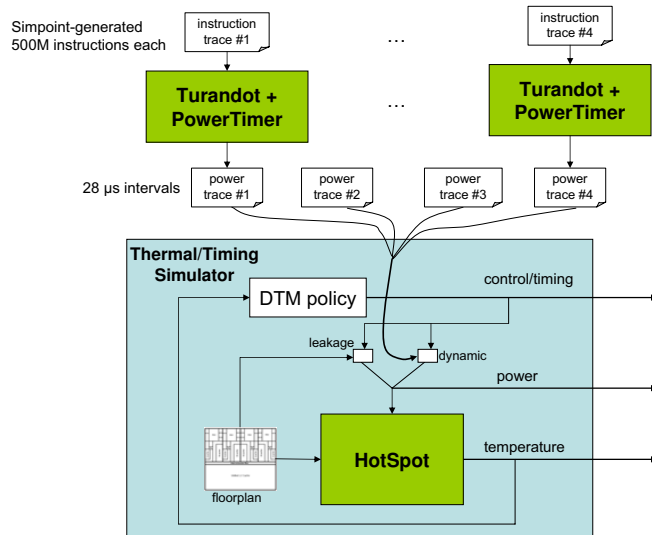 Simpoint-generated
500M instructions each
instruction
trace #1
...
instruction
trace #4
Turandot +
PowerTimer
...
Turandot +
PowerTimer
28 µs intervals
power
trace #1
power
trace #2
power
trace #3
power
trace #4
Thermal/Timing
Simulator
DTM policy
control/timing
leakage
dynamic
power
HotSpot
temperature
floorplan